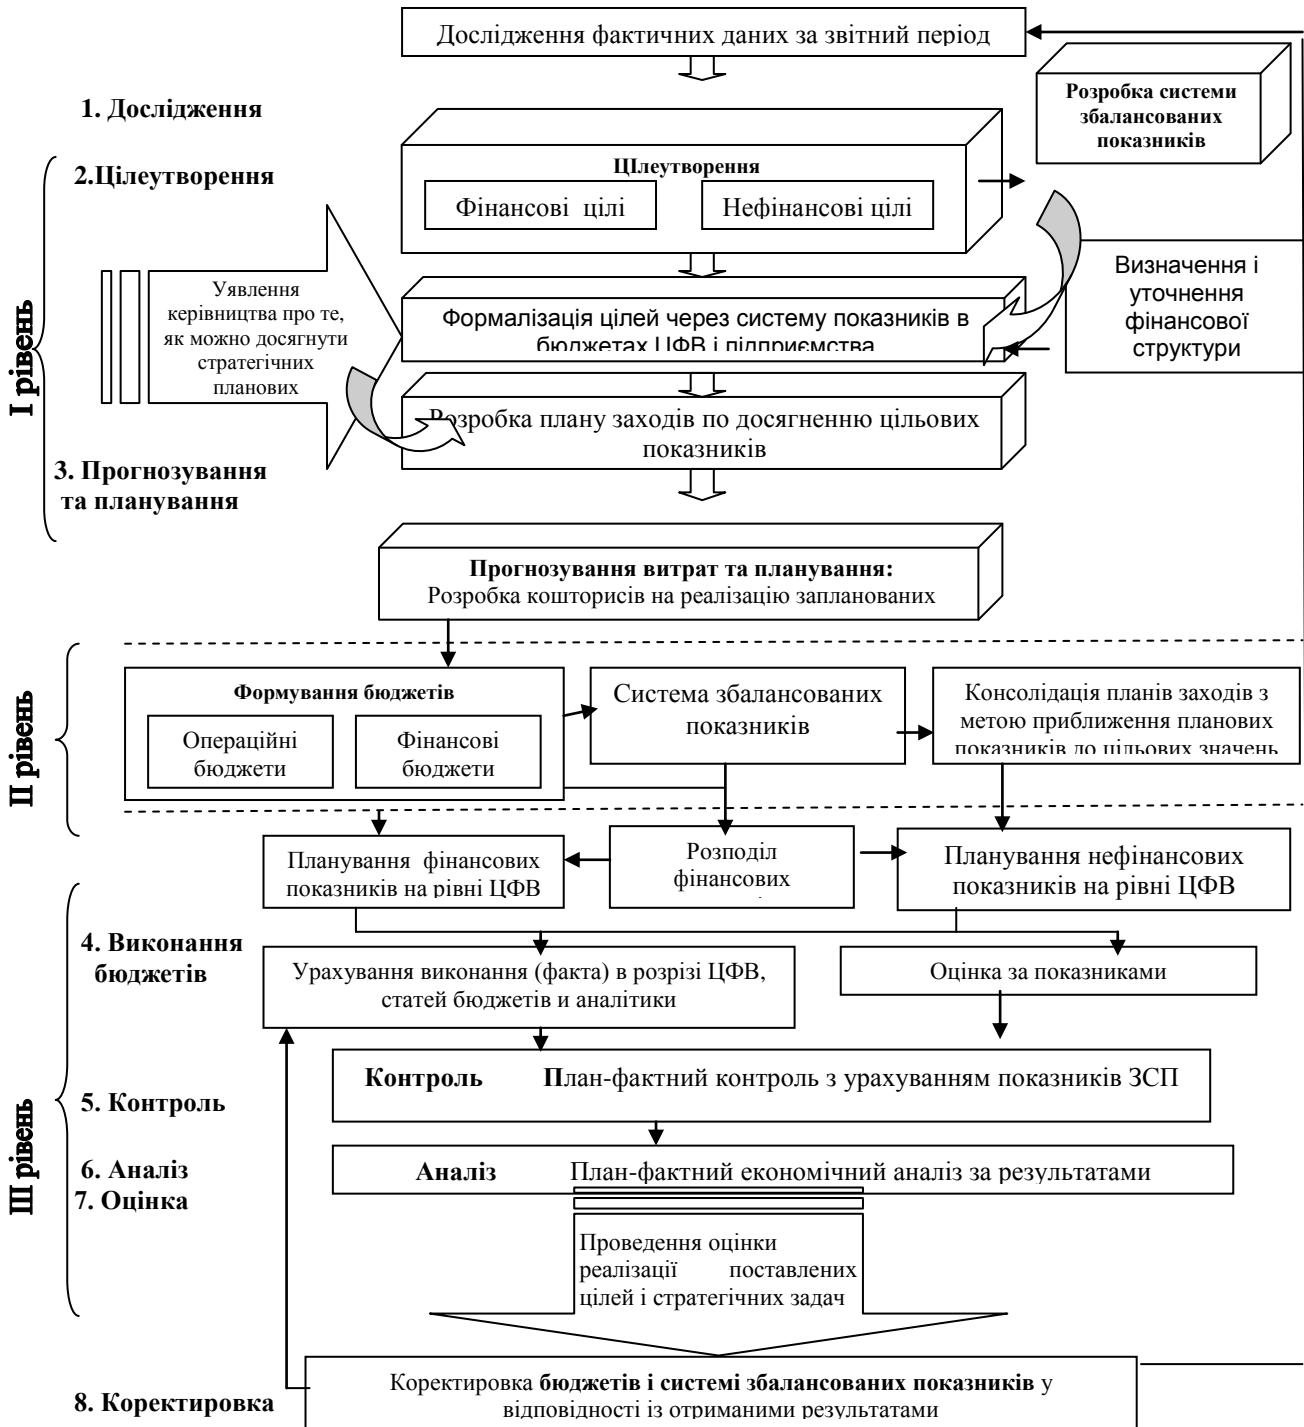 Дослідження фактичних даних за звітний період
Розробка системи
збалансованих
показників
1. Дослідження
ЦІлеутворення
2.Цілеутворення
Фінансові цілі
Нефінансові цілі
Визначення і
уточнення
фінансової
структури
Уявлення
керівництва про те,
як можно досягнути
стратегічних
планових
Формалізація цілей через систему показників в
бюджетах ЦФВ і підприємства
І рівень
Розробка плану заходів по досягненню цільових
показників
3. Прогнозування
та планування
Прогнозування витрат та планування:
Розробка кошторисів на реалізацію запланованих
ІІ рівень
Формування бюджетів
Операційні
бюджети
Фінансові
бюджети
Система збалансованих
показників
Консолідація планів заходів з
метою приближення планових
показників до цільових значень
Планування фінансових
показників на рівні ЦФВ
Розподіл
фінансових
Планування нефінансових
показників на рівні ЦФВ
ІІІ рівень
4. Виконання
бюджетів
Урахування виконання (факта) в розрізі ЦФВ,
статей бюджетів и аналітики
Оцінка за показниками
Контроль План-фактний контроль з урахуванням показників ЗСП
5. Контроль
6. Аналіз
Аналіз План-фактний економічний аналіз за результатами
7. Оцінка
Проведення оцінки
реалізації поставлених
цілей і стратегічних задач
8. Коректировка
Коректировка бюджетів і системі збалансованих показників у
відповідності із отриманими результатами